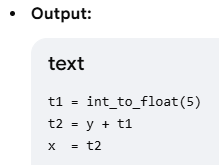 • Output:
text
t1 = int_to_float(5)
t2 = y + t1
x  = t2